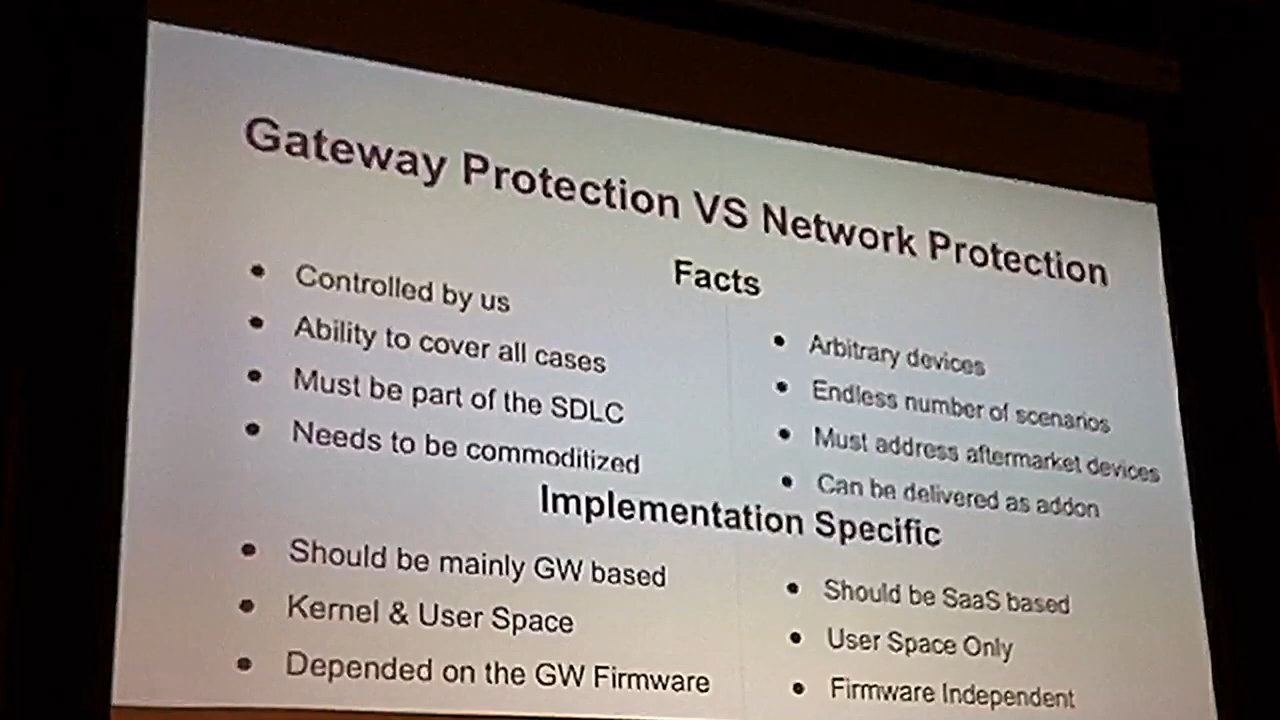 Gateway Protection VS Network Protection
Facts
Controlled by us
Ability to cover all cases
Must be part of the SDLC
Needs to be commoditized
Arbitrary devices
Endless number of scenarios
Must address aftermarket devices
Can be delivered as addon
Implementation Specific
Should be mainly GW based
Kernel & User Space
Depended on the GW Firmware
Should be SaaS based
User Space Only
Firmware Independent